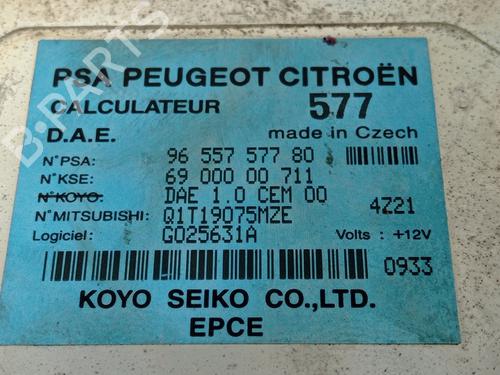 B-PARTS
PSA PEUGEOT CITROËN
CALCULATEUR 577
D.A.E. made in Czech
N°PSA: 96 557 577 80
N°KSE: 69 000 00 711
N°KOYO: DAE 1.0 CEM 00
N°MITSUBISHI: Q1T19075MZE 4Z21
Logiciel: G025631A Volts : +12V
0933
KOYO SEIKO CO.,LTD.
EPCE